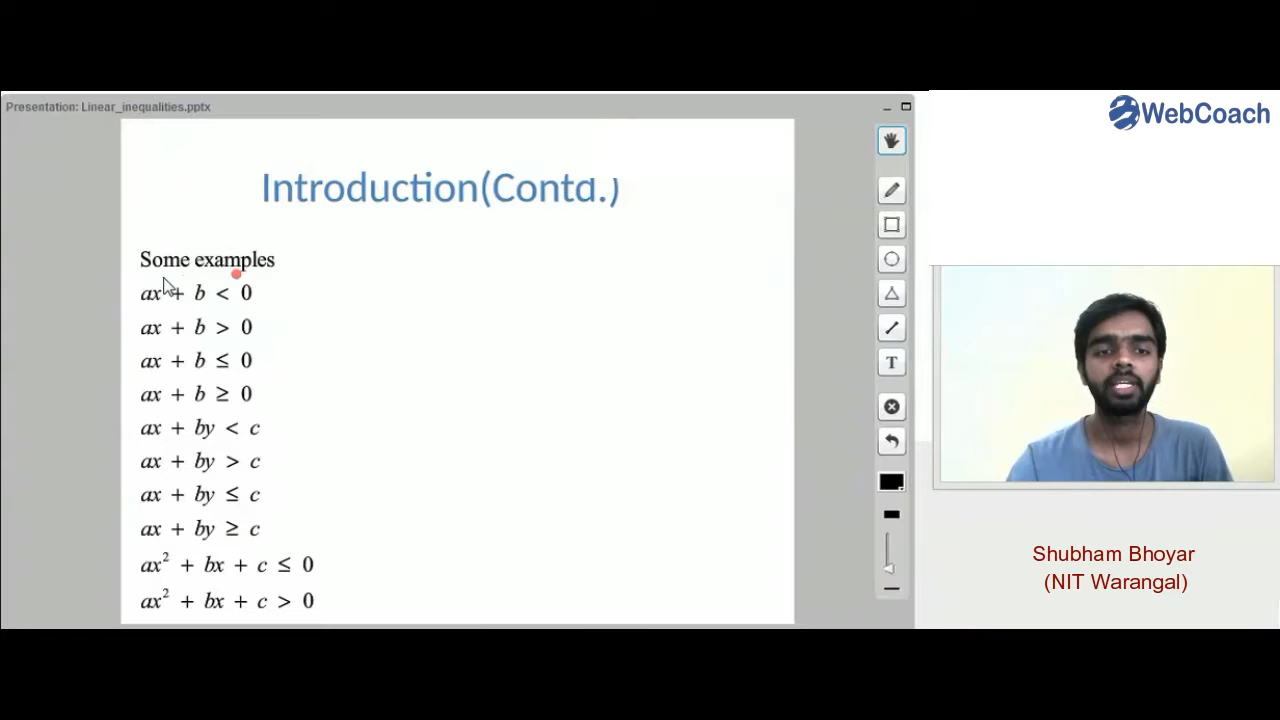 Presentation: Linear_inequalities.pptx
WebCoach
Introduction(Contd.)
Some examples
ax + b < 0
ax + b > 0
ax + b ≤ 0
ax + b ≥ 0
ax + by < c
ax + by > c
ax + by ≤ c
ax + by ≥ c
ax² + bx + c ≤ 0
ax² + bx + c > 0
T
Shubham Bhoyar
(NIT Warangal)